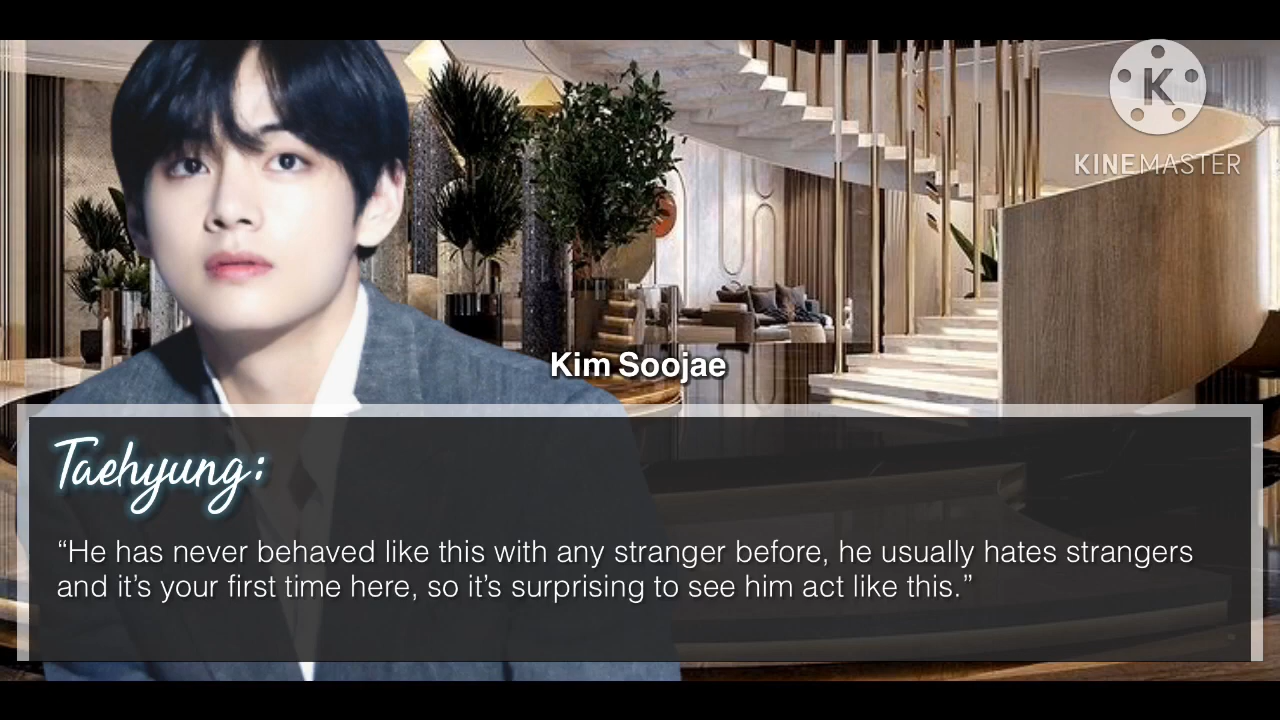 K
KINEMASTER
Kim Soojae
Taehyung:
“He has never behaved like this with any stranger before, he usually hates strangers
and it’s your first time here, so it’s surprising to see him act like this.”